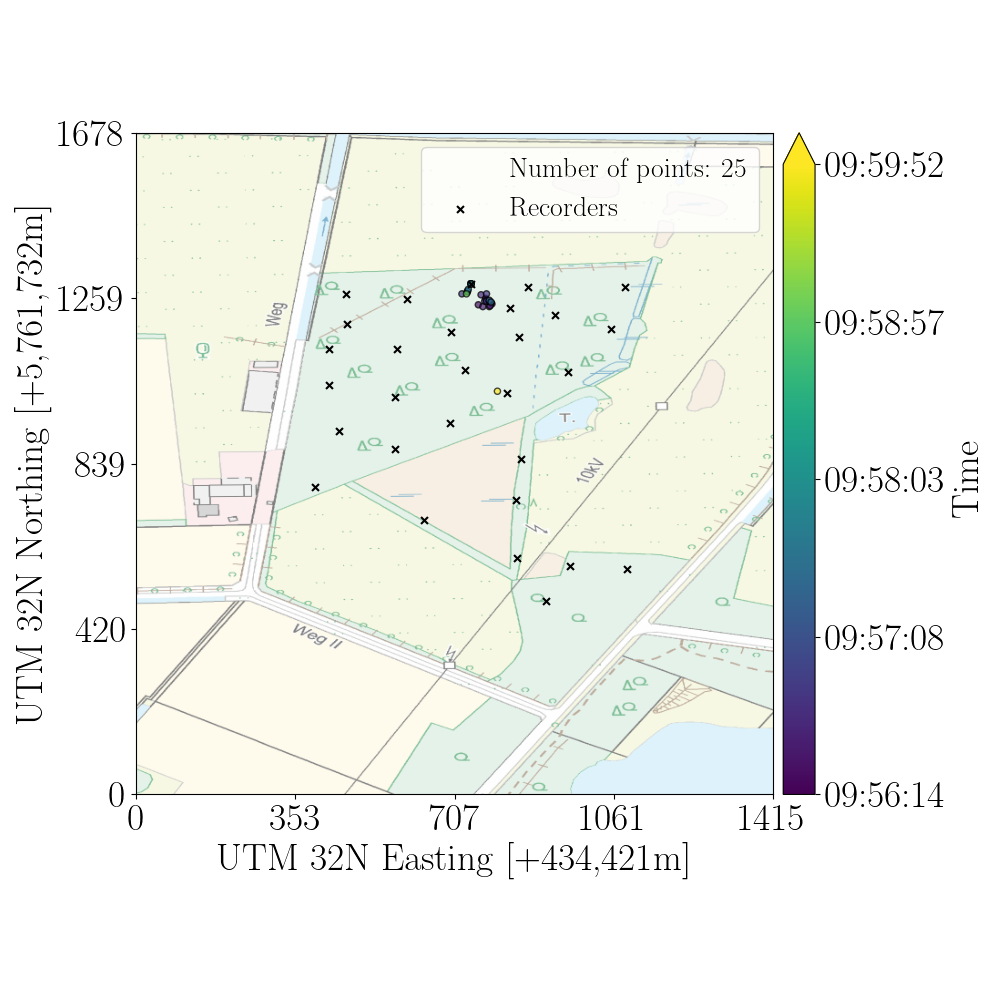 1678
1259
839
420
0
UTM 32N Northing [+5,761,732m]
Number of points: 25
Recorders
Weg
T.
10kV
Weg II
0
353
707
1061
1415
UTM 32N Easting [+434,421m]
09:59:52
09:58:57
09:58:03
09:57:08
09:56:14
Time